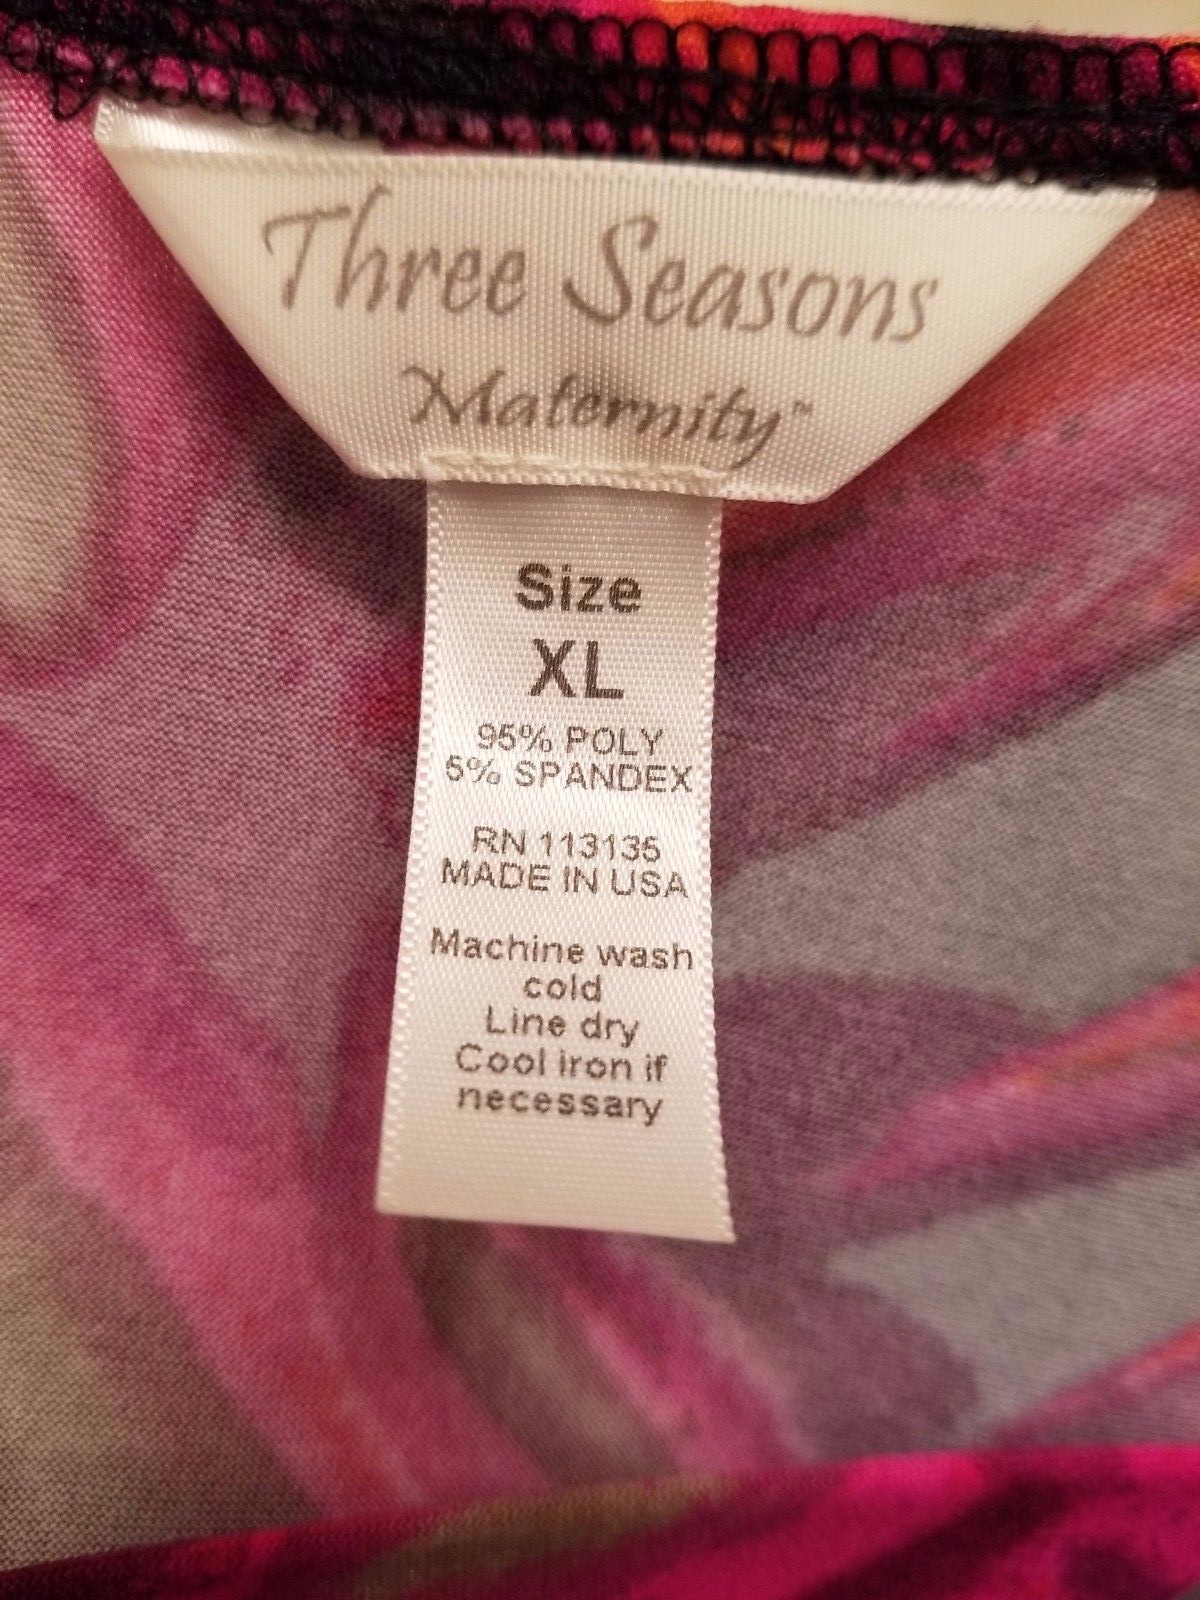 Three Seasons
Maternity™
Size
XL
95% POLY
5% SPANDEX
RN 113135
MADE IN USA
Machine wash
cold
Line dry
Cool iron if
necessary